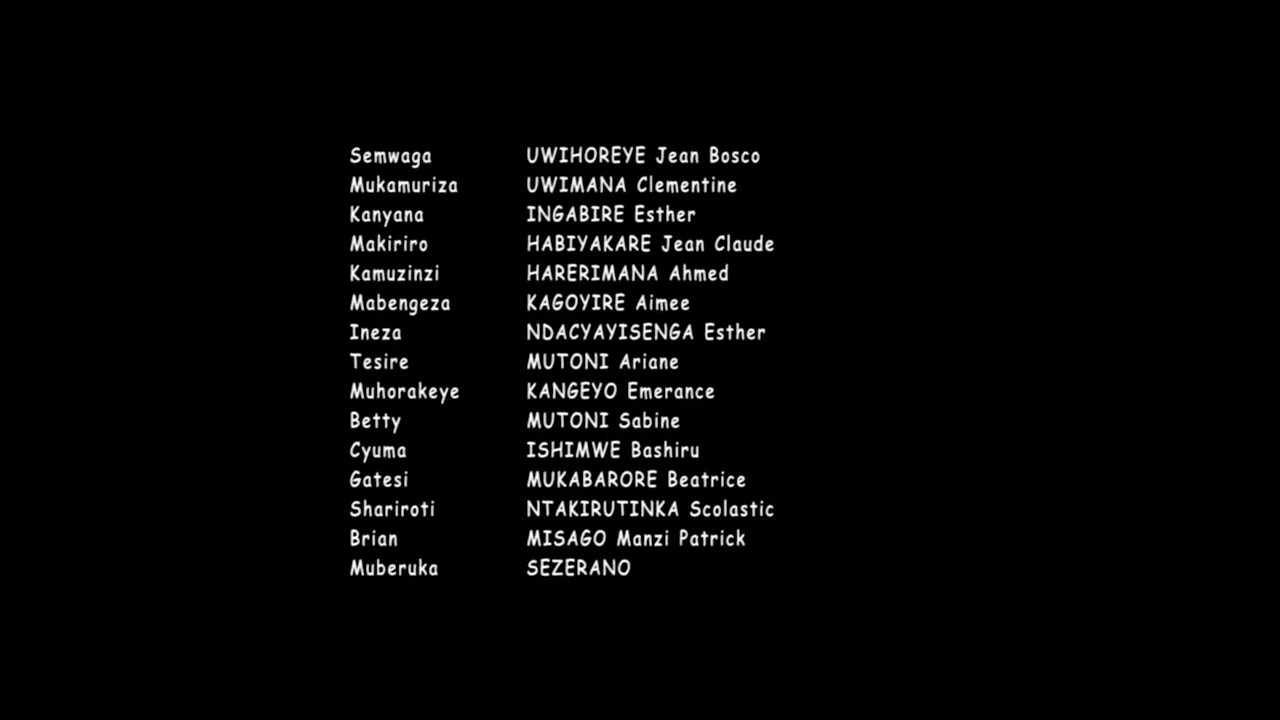 Semwaga UWIHOREYE Jean Bosco
Mukamuriza UWIMANA Clementine
Kanyana INGABIRE Esther
Makiriro HABIYAKARE Jean Claude
Kamuzinzi HARERIMANA Ahmed
Mabengeza KAGOYIRE Aimee
Ineza NDACYAYISENGA Esther
Tesire MUTONI Ariane
Muhorakeye KANGEYO Emerance
Betty MUTONI Sabine
Cyuma ISHIMWE Bashiru
Gatesi MUKABARORE Beatrice
Shariroti NTAKIRUTINKA Scolastic
Brian MISAGO Manzi Patrick
Muberuka SEZERANO